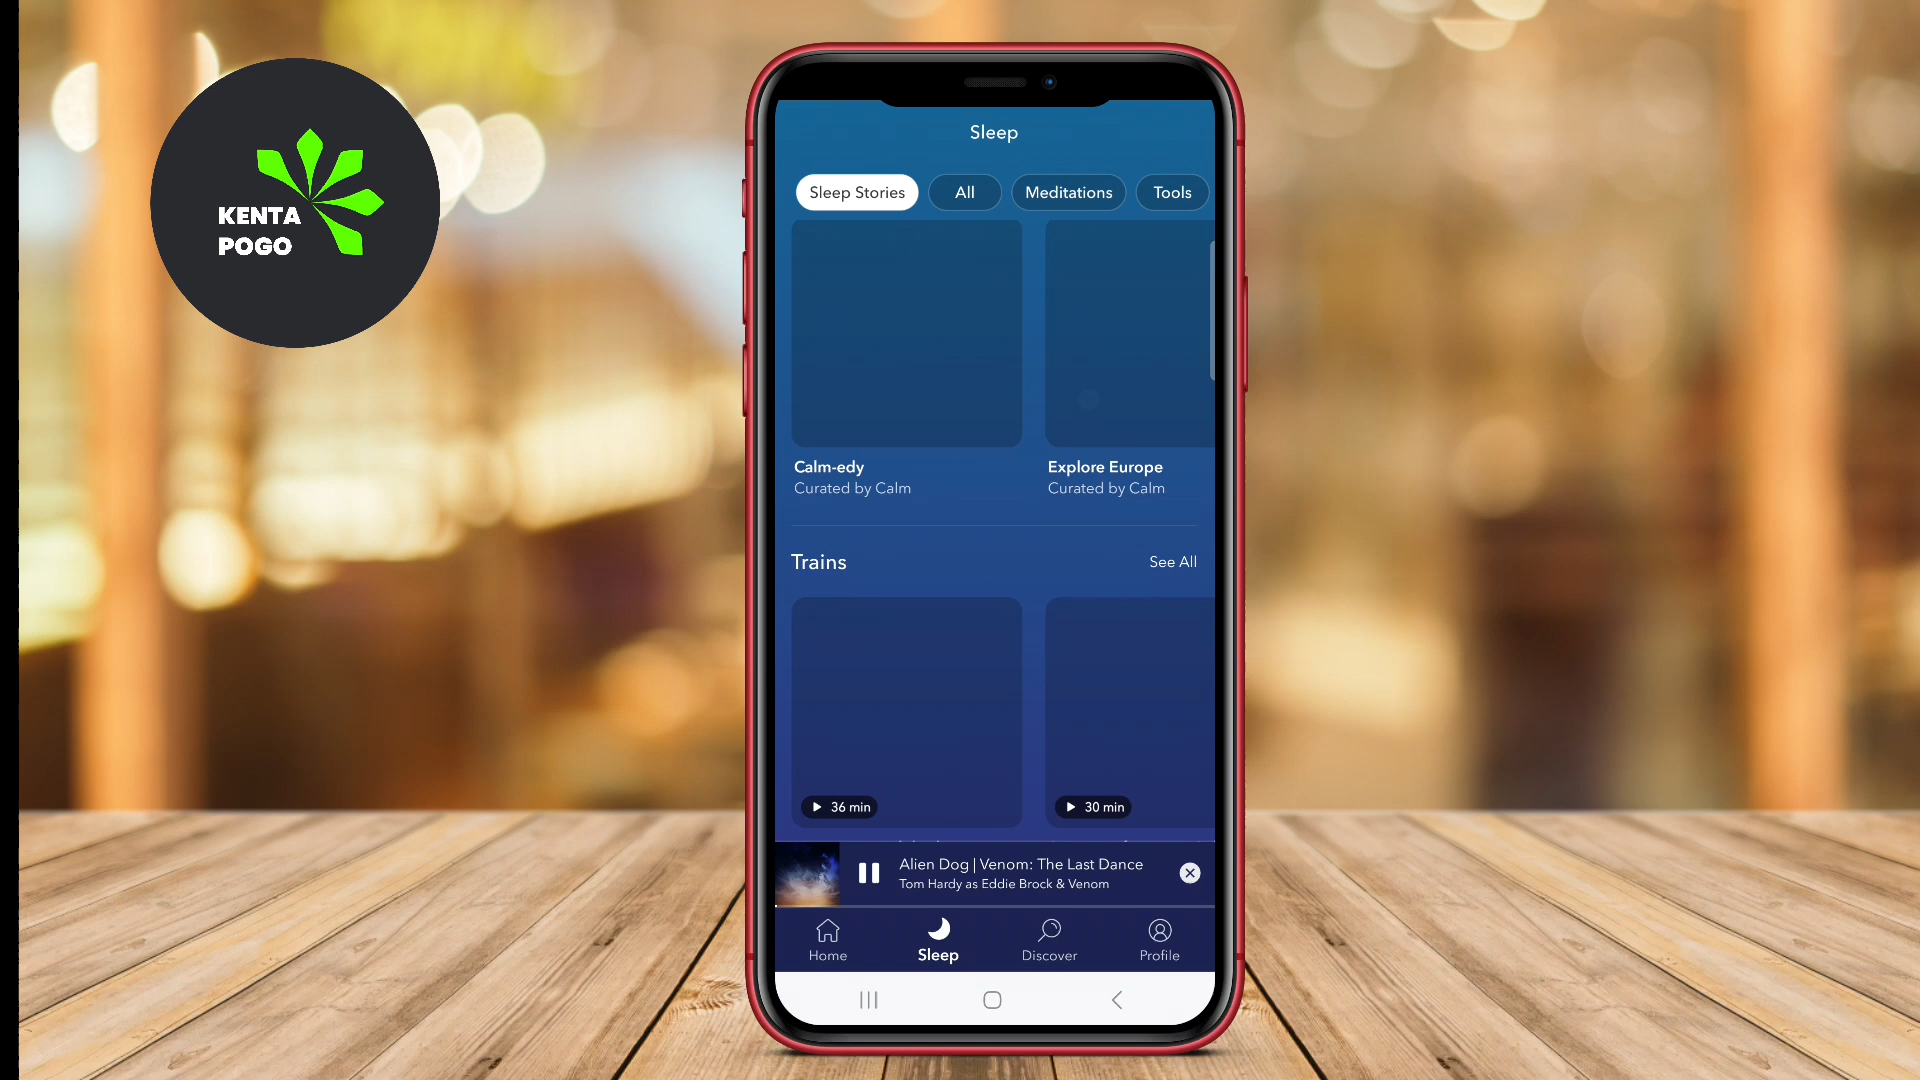 KENTA
POGO
Sleep
Sleep Stories
All
Meditations
Tools
Calm-edy
Curated by Calm
Explore Europe
Curated by Calm
Trains
See All
36 min
30 min
Alien Dog | Venom: The Last Dance
Tom Hardy as Eddie Brock & Venom
Home
Sleep
Discover
Profile